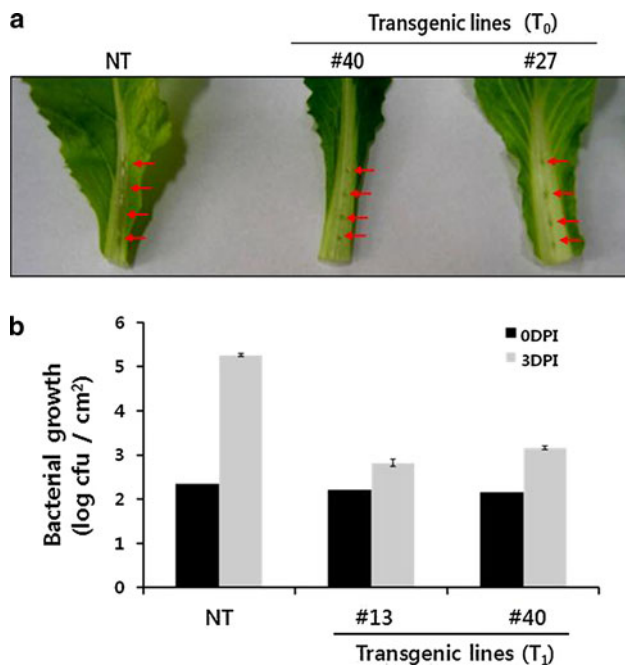 a
Transgenic lines (T0)
NT #40 #27
b
6
5
4
3
2
1
0
Bacterial growth
(log cfu / cm2)
0DPI
3DPI
NT #13 #40
Transgenic lines (T1)